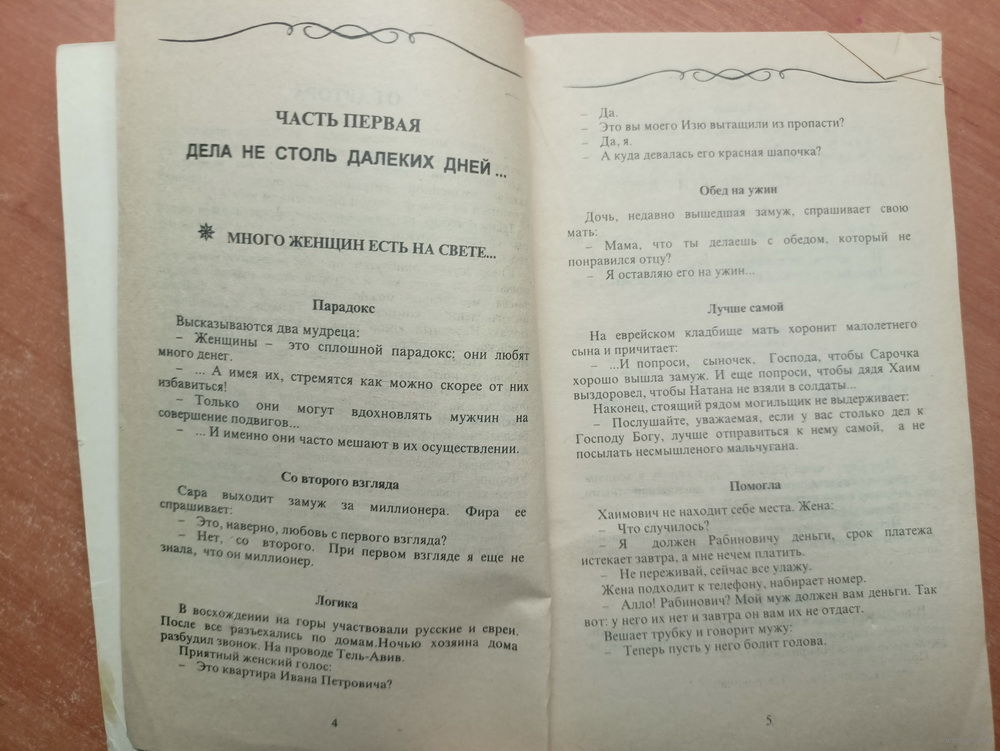 ЧАСТЬ ПЕРВАЯ
ДЕЛА НЕ СТОЛЬ ДАЛЕКИХ ДНЕЙ...
МНОГО ЖЕНЩИН ЕСТЬ НА СВЕТЕ...
Парадокс
Высказываются два мудреца:
– Женщины – это сплошной парадокс: они любят
много денег.
– ... А имея их, стремятся как можно скорее от них
избавиться!
– Только они могут вдохновлять мужчин на
совершение подвигов...
– ... И именно они часто мешают в их осуществлении.
Со второго взгляда
Сара выходит замуж за миллионера. Фира ее
спрашивает:
– Это, наверно, любовь с первого взгляда?
– Нет, со второго. При первом взгляде я еще не
знала, что он миллионер.
Логика
В восхождении на горы участвовали русские и евреи.
После все разъехались по домам.Ночью хозяина дома
разбудил звонок. На проводе Тель-Авив.
Приятный женский голос:
– Это квартира Ивана Петровича?
4
– Да.
– Это вы моего Изю вытащили из пропасти?
– Да, я.
– А куда девалась его красная шапочка?
Обед на ужин
Дочь, недавно вышедшая замуж, спрашивает свою
мать:
– Мама, что ты делаешь с обедом, который не
понравился отцу?
– Я оставляю его на ужин...
Лучше самой
На еврейском кладбище мать хоронит малолетнего
сына и причитает:
– ...И попроси, сыночек, Господа, чтобы Сарочка
хорошо вышла замуж. И еще попроси, чтобы дядя Хаим
выздоровел, чтобы Натана не взяли в солдаты...
Наконец, стоящий рядом могильщик не выдерживает:
– Послушайте, уважаемая, если у вас столько дел к
Господу Богу, лучше отправиться к нему самой, а не
посылать несмышленого мальчугана.
Помогла
Хаимович не находит себе места. Жена:
– Что случилось?
– Я должен Рабиновичу деньги, срок платежа
истекает завтра, а мне нечем платить.
– Не переживай, сейчас все улажу.
Жена подходит к телефону, набирает номер.
– Алло! Рабинович? Мой муж должен вам деньги. Так
вот: у него их нет и завтра он вам их не отдаст.
Вешает трубку и говорит мужу:
– Теперь пусть у него болит голова.
5